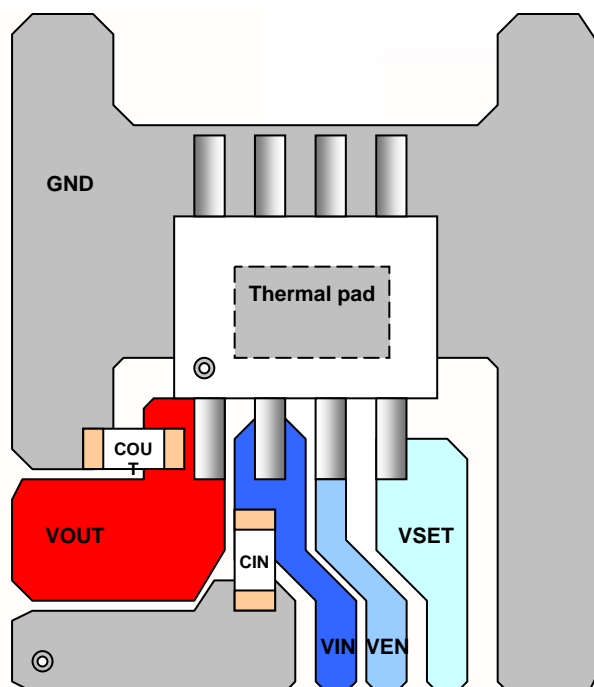 GND
Thermal pad
COU
T
VOUT
VSET
CIN
VIN
VEN